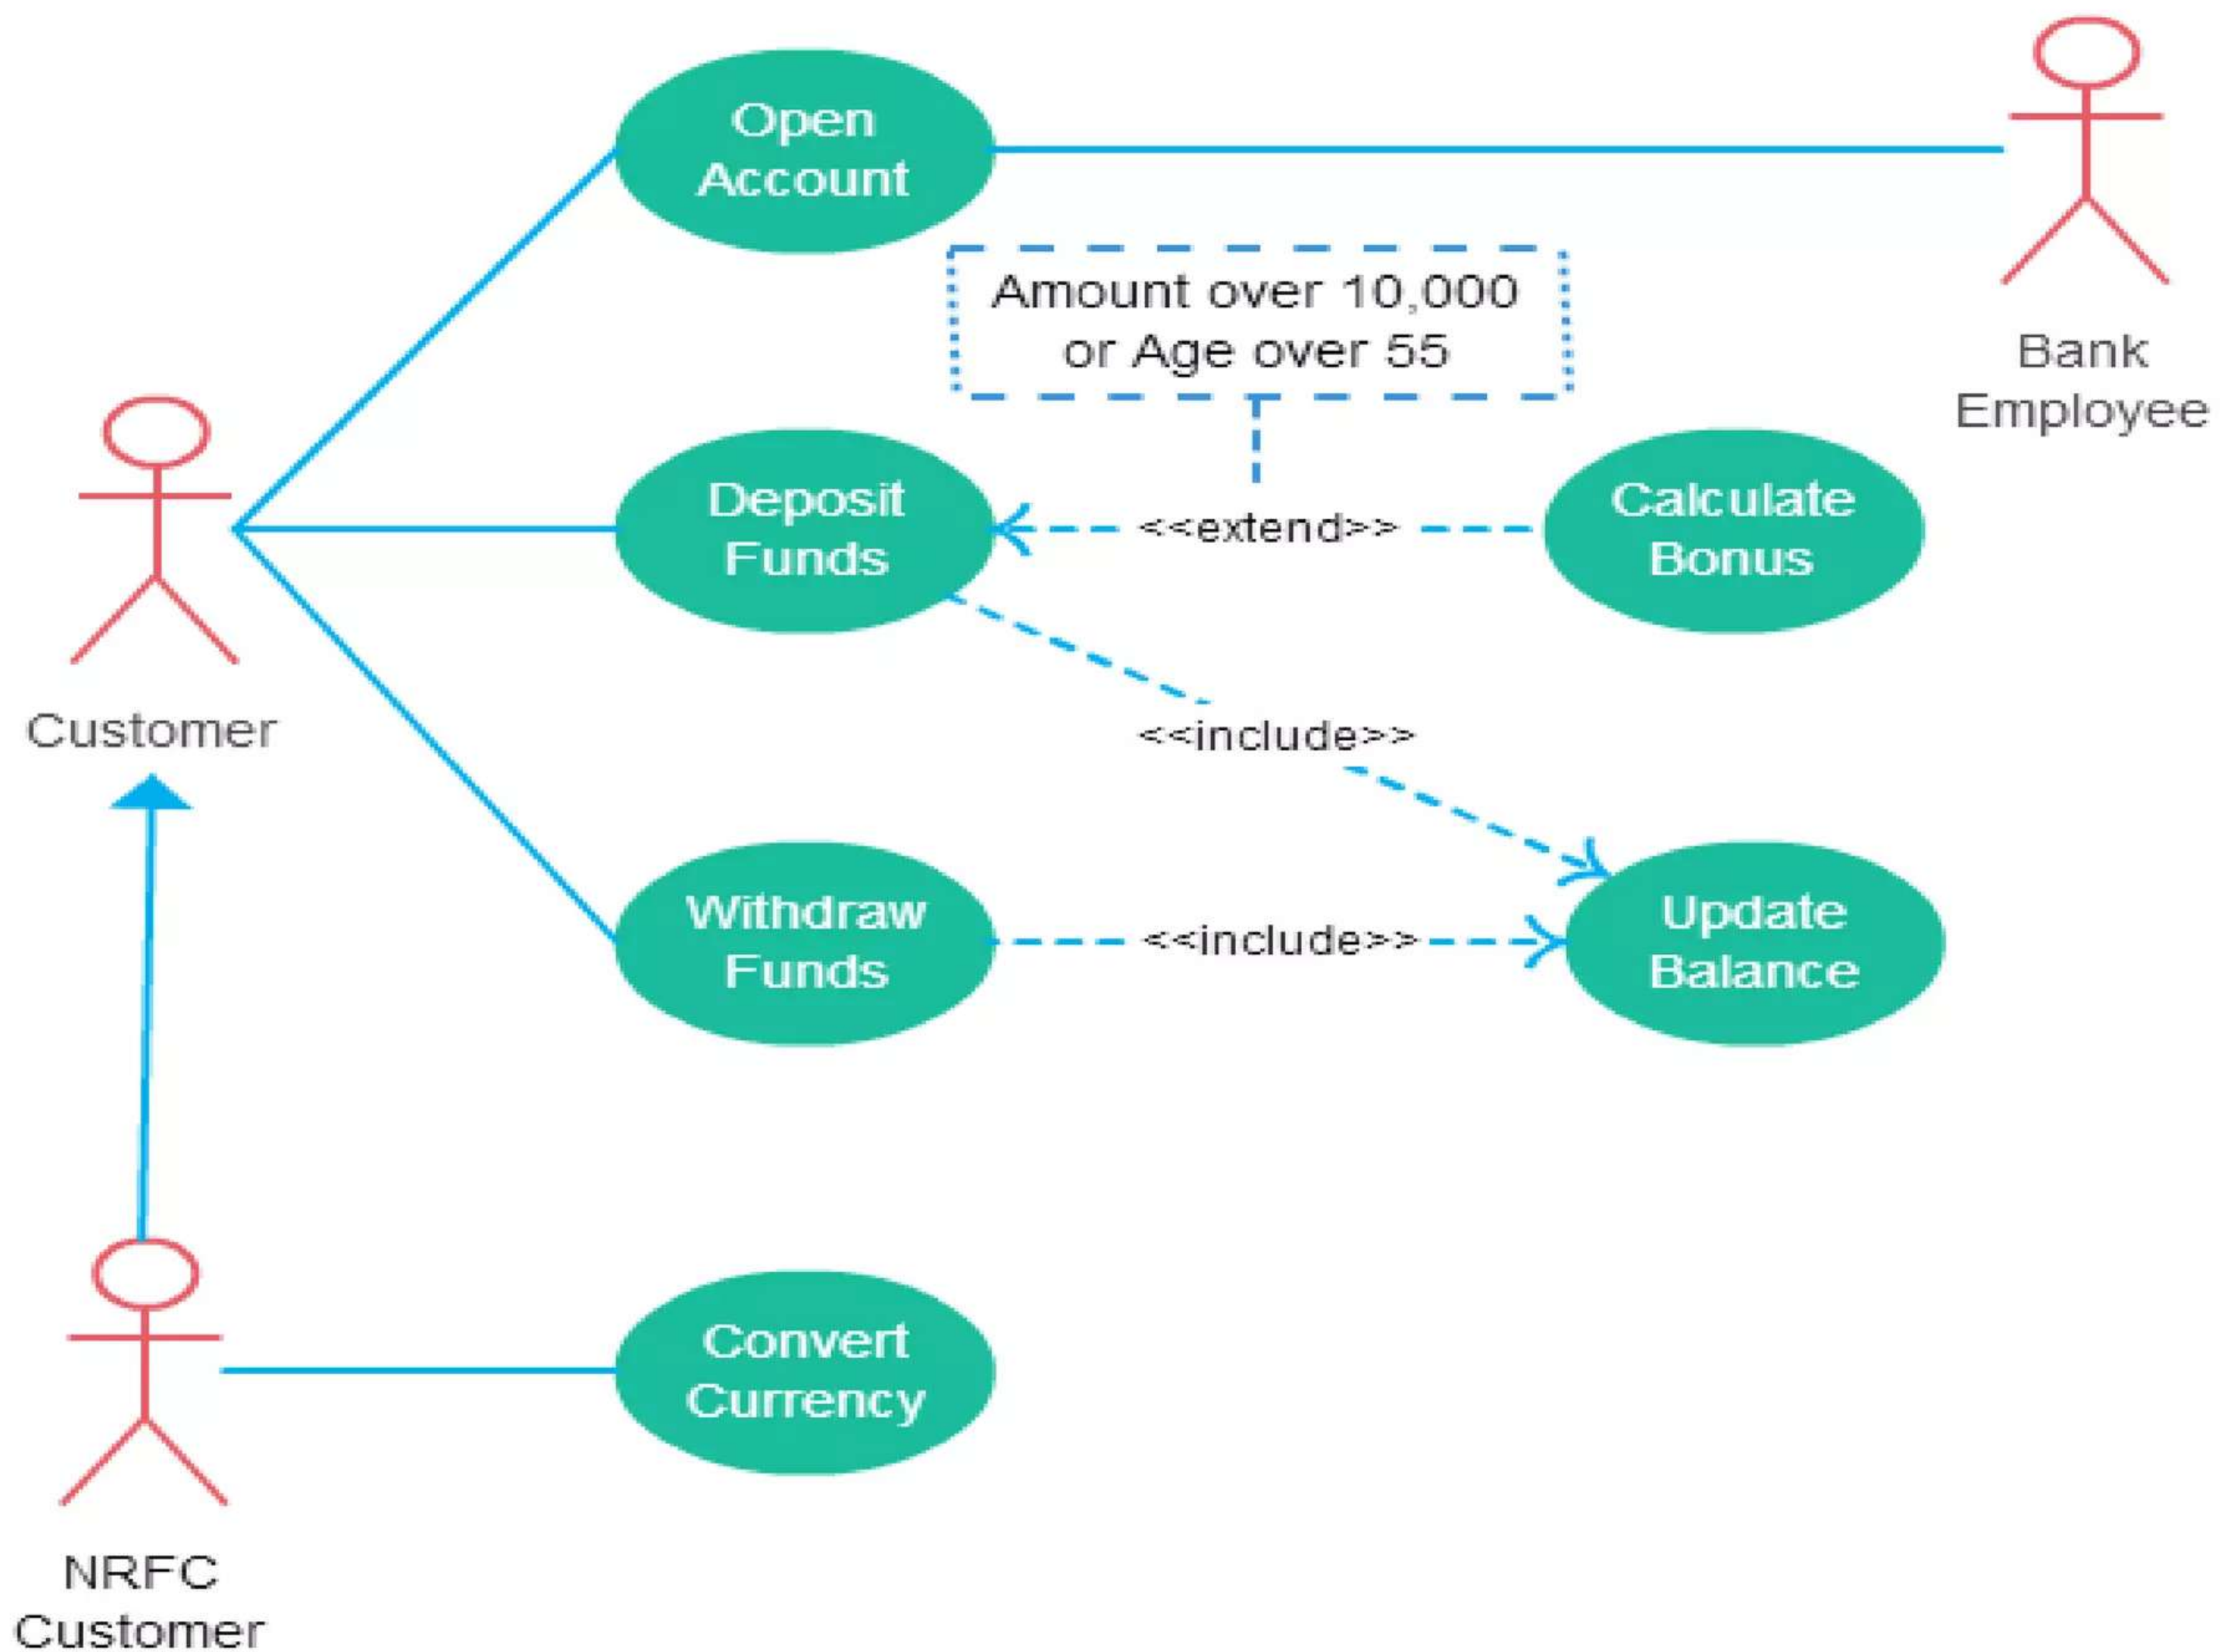 Open
Account
Amount over 10,000
or Age over 55
Bank
Employee
Deposit
Funds
<<extend>>
Calculate
Bonus
Customer
<<include>>
Withdraw
Funds
<<include>>
Update
Balance
Convert
Currency
NRFC
Customer